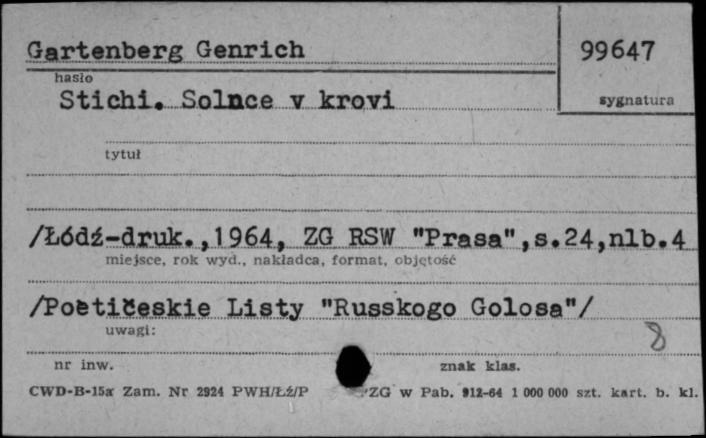 Gartenberg Genrich
99647
hasło
sygnatura
Stichi. Solnce v krovi
tytuł
/Łódź-druk.,1964, ZG RSW "Prasa",s.24,nlb.4
miejsce, rok wyd., nakładca, format, objętość
/Poetičeskie Listy "Russkogo Golosa"/
uwagi:
8
nr inw.
znak klas.
CWD-B-15a Zam. Nr 2924 PWH/Łż/P
ZG w Pab. 912-64 1 000 000 szt. kart. b. kl.